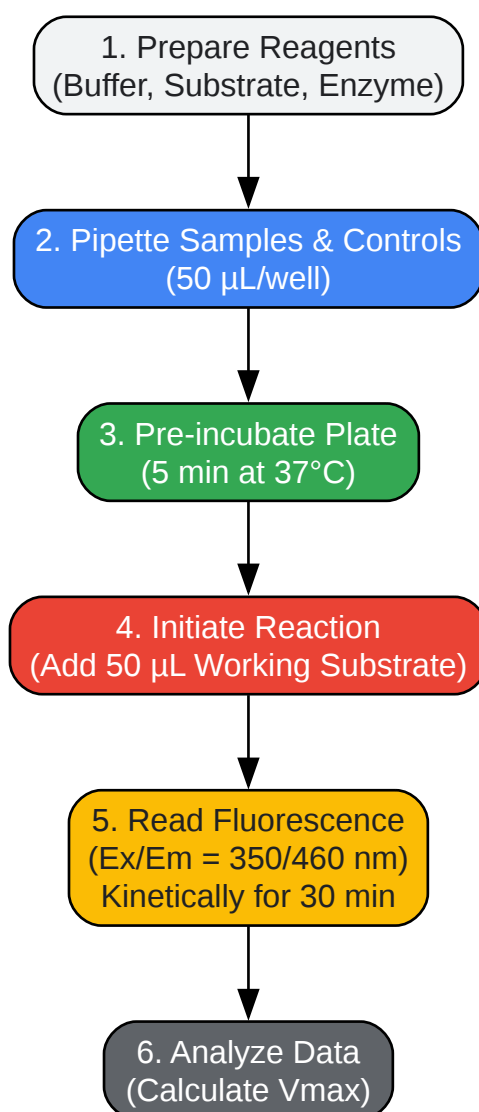 1. Prepare Reagents
(Buffer, Substrate, Enzyme)
2. Pipette Samples & Controls
(50 µL/well)
3. Pre-incubate Plate
(5 min at 37°C)
4. Initiate Reaction
(Add 50 µL Working Substrate)
5. Read Fluorescence
(Ex/Em = 350/460 nm)
Kinetically for 30 min
6. Analyze Data
(Calculate Vmax)